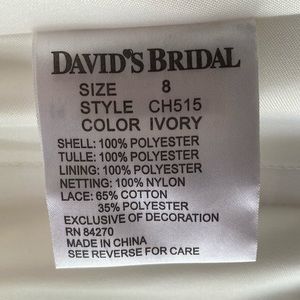 DAVID'S BRIDAL
SIZE 8
STYLE CH515
COLOR IVORY
SHELL: 100% POLYESTER
TULLE: 100% POLYESTER
LINING: 100% POLYESTER
NETTING: 100% NYLON
LACE: 65% COTTON
35% POLYESTER
EXCLUSIVE OF DECORATION
RN 84270
MADE IN CHINA
SEE REVERSE FOR CARE